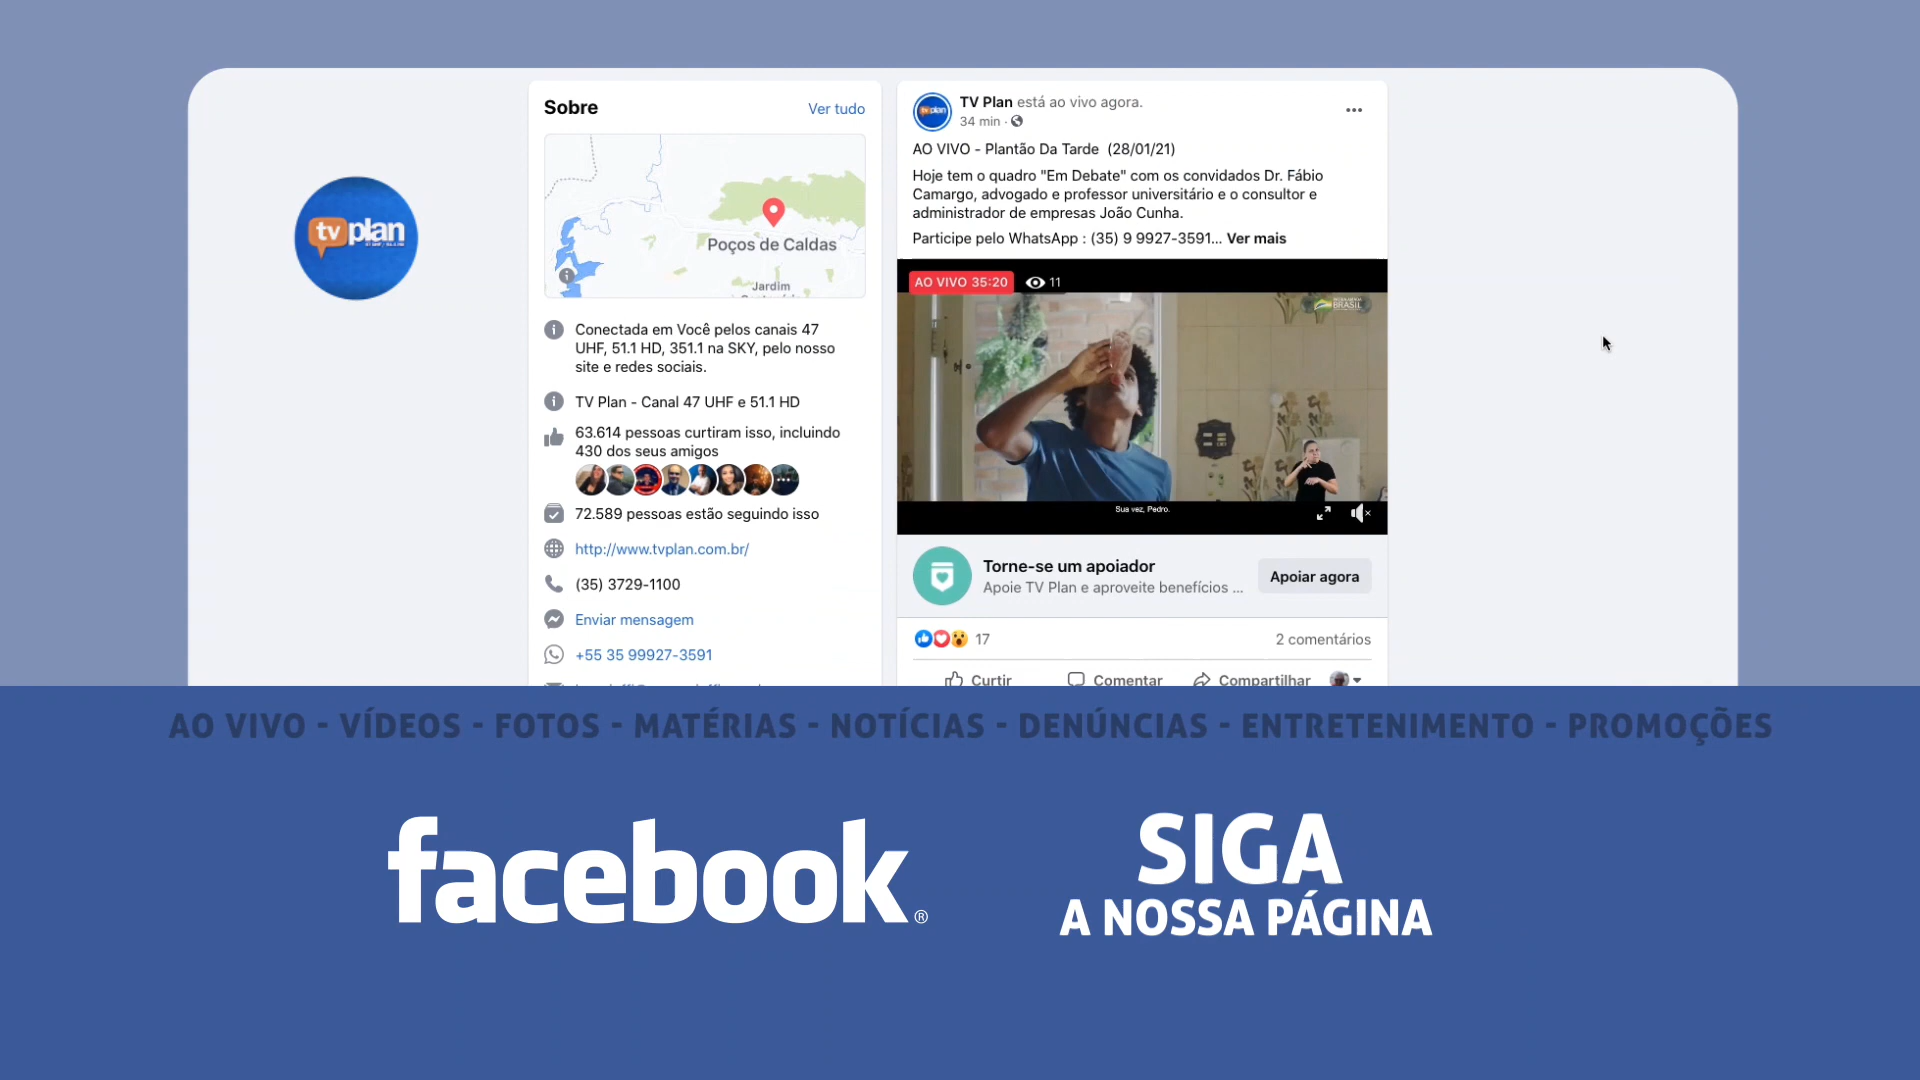 Sobre
Ver tudo
Poços de Caldas
Jardim
Conectada em Você pelos canais 47
UHF, 51.1 HD, 351.1 na SKY, pelo nosso
site e redes sociais.
TV Plan - Canal 47 UHF e 51.1 HD
63.614 pessoas curtiram isso, incluindo
430 dos seus amigos
72.589 pessoas estão seguindo isso
http://www.tvplan.com.br/
(35) 3729-1100
Enviar mensagem
+55 35 99927-3591
tvplan
TV Plan está ao vivo agora.
34 min ·
AO VIVO - Plantão Da Tarde (28/01/21)
Hoje tem o quadro "Em Debate" com os convidados Dr. Fábio
Camargo, advogado e professor universitário e o consultor e
administrador de empresas João Cunha.
Participe pelo WhatsApp : (35) 9 9927-3591... Ver mais
AO VIVO 35:20
11
BRASIL
Sua vez, Pedro.
Torne-se um apoiador
Apoie TV Plan e aproveite benefícios ...
Apoiar agora
17
2 comentários
Curtir
Comentar
Compartilhar
AO VIVO - VÍDEOS - FOTOS - MATÉRIAS - NOTÍCIAS - DENÚNCIAS - ENTRETENIMENTO - PROMOÇÕES
facebook®
SIGA
A NOSSA PÁGINA